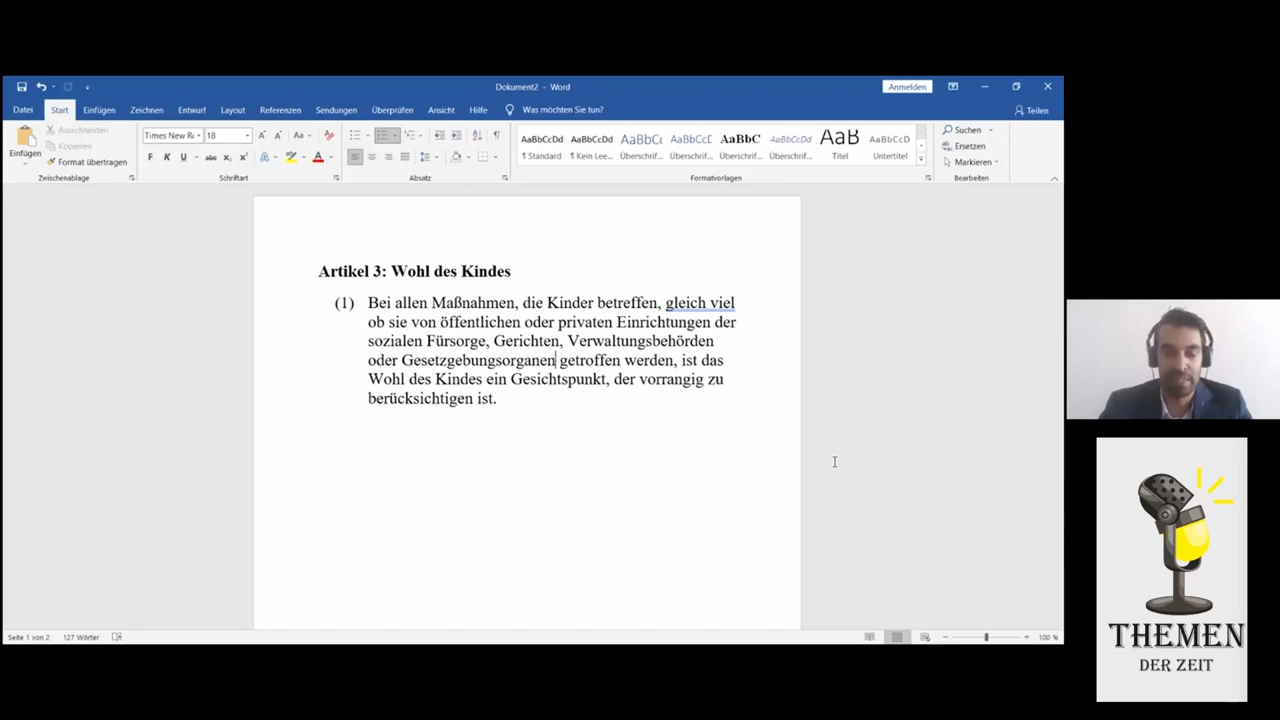 Dokument2 - Word
Anmelden
Datei Start Einfügen Zeichnen Entwurf Layout Referenzen Sendungen Überprüfen Ansicht Hilfe Was möchten Sie tun? Teilen
Einfügen
Ausschneiden
Kopieren
Format übertragen
Zwischenablage
Times New R 18
F K U abc x₂ x²
Schriftart
Absatz
AaBbCcDd AaBbCcDd AaBbCc AaBbCcD AaBbC AaBbCcDd AaB AaBbCcD
¶ Standard ¶ Kein Lee... Überschrif... Überschrif... Überschrif... Überschrif... Titel Untertitel
Formatvorlagen
Suchen
Ersetzen
Markieren
Bearbeiten
Artikel 3: Wohl des Kindes
(1) Bei allen Maßnahmen, die Kinder betreffen, gleich viel
ob sie von öffentlichen oder privaten Einrichtungen der
sozialen Fürsorge, Gerichten, Verwaltungsbehörden
oder Gesetzgebungsorganen getroffen werden, ist das
Wohl des Kindes ein Gesichtspunkt, der vorrangig zu
berücksichtigen ist.
Seite 1 von 2 127 Wörter
100 %
THEMEN
DER ZEIT